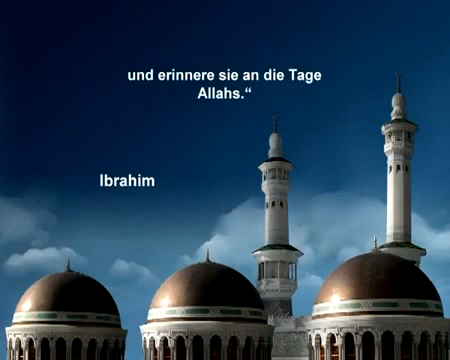 und erinnere sie an die Tage
Allahs.“
Ibrahim